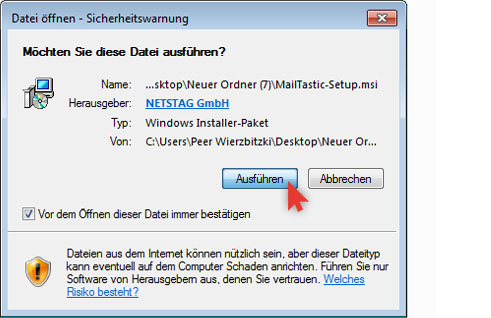 Datei öffnen - Sicherheitswarnung
Möchten Sie diese Datei ausführen?
Name: ...sktop\Neuer Ordner (7)\MailTastic-Setup.msi
Herausgeber: NETSTAG GmbH
Typ: Windows Installer-Paket
Von: C:\Users\Peer Wierzbitzki\Desktop\Neuer Or...
Ausführen Abbrechen
Vor dem Öffnen dieser Datei immer bestätigen
Dateien aus dem Internet können nützlich sein, aber dieser Dateityp
kann eventuell auf dem Computer Schaden anrichten. Führen Sie nur
Software von Herausgebern aus, denen Sie vertrauen. Welches
Risiko besteht?